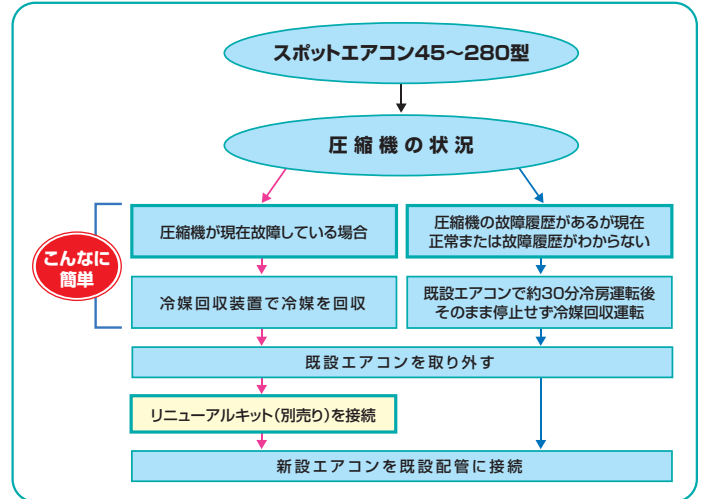 スポットエアコン45〜280型
圧縮機の状況
こんなに
簡単
圧縮機が現在故障している場合
圧縮機の故障履歴があるが現在
正常または故障履歴がわからない
冷媒回収装置で冷媒を回収
既設エアコンで約30分冷房運転後
そのまま停止せず冷媒回収運転
既設エアコンを取り外す
リニューアルキット(別売り)を接続
新設エアコンを既設配管に接続